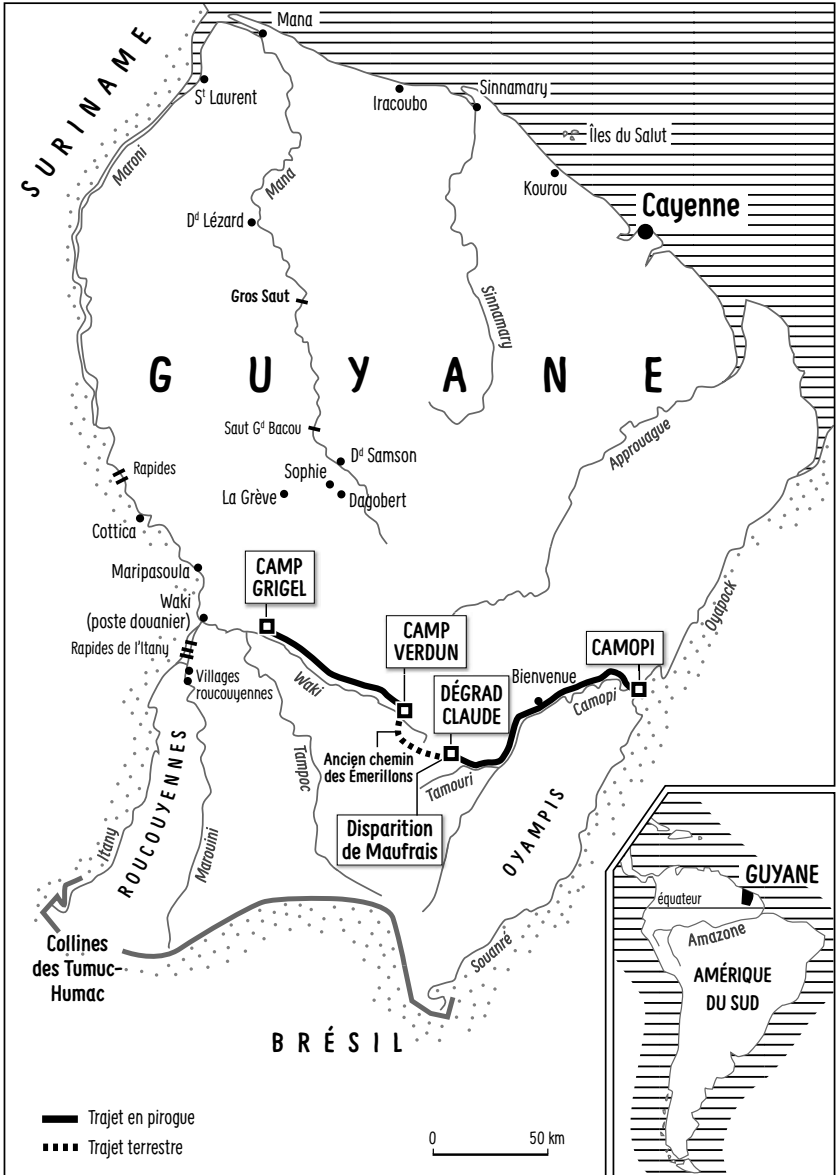 Mana
SURINAME
St Laurent
Iracoubo
Sinnamary
Îles du Salut
Maroni
Mana
Kourou
Cayenne
Dd Lézard
Gros Saut
Sinnamary
GUYANE
Saut Gd Bacou
Dd Samson
Approuague
Rapides
Sophie
La Grève
Dagobert
Cottica
Maripasoula
CAMP
GRIGEL
Waki
(poste douanier)
Oyapock
CAMP
VERDUN
CAMOPI
Rapides de l'Itany
Villages
roucouyennes
Waki
DÉGRAD
CLAUDE
Bienvenue
Camopi
Ancien chemin
des Émerillons
Tampoc
Tamouri
ROUCOUYENNES
Itany
Marouini
Disparition
de Maufrais
OYAMPIS
Collines
des Tumuc-
Humac
Souanré
BRÉSIL
GUYANE
équateur
Amazone
AMÉRIQUE
DU SUD
Trajet en pirogue
Trajet terrestre
0 50 km